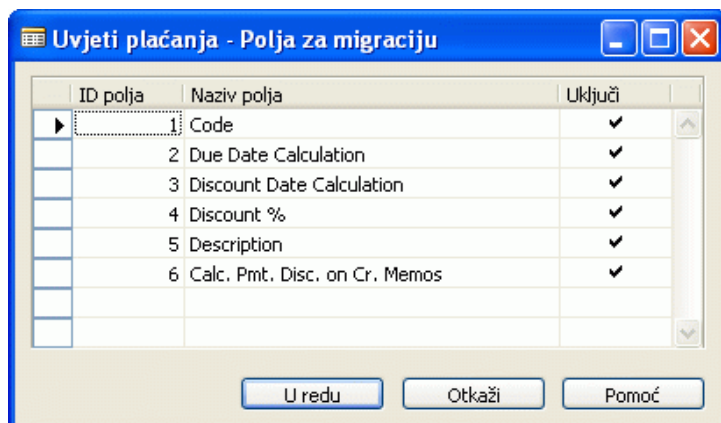 Uvjeti plaćanja - Polja za migraciju
ID polja Naziv polja Uključi
1 Code
2 Due Date Calculation
3 Discount Date Calculation
4 Discount %
5 Description
6 Calc. Pmt. Disc. on Cr. Memos
U redu Otkaži Pomoć